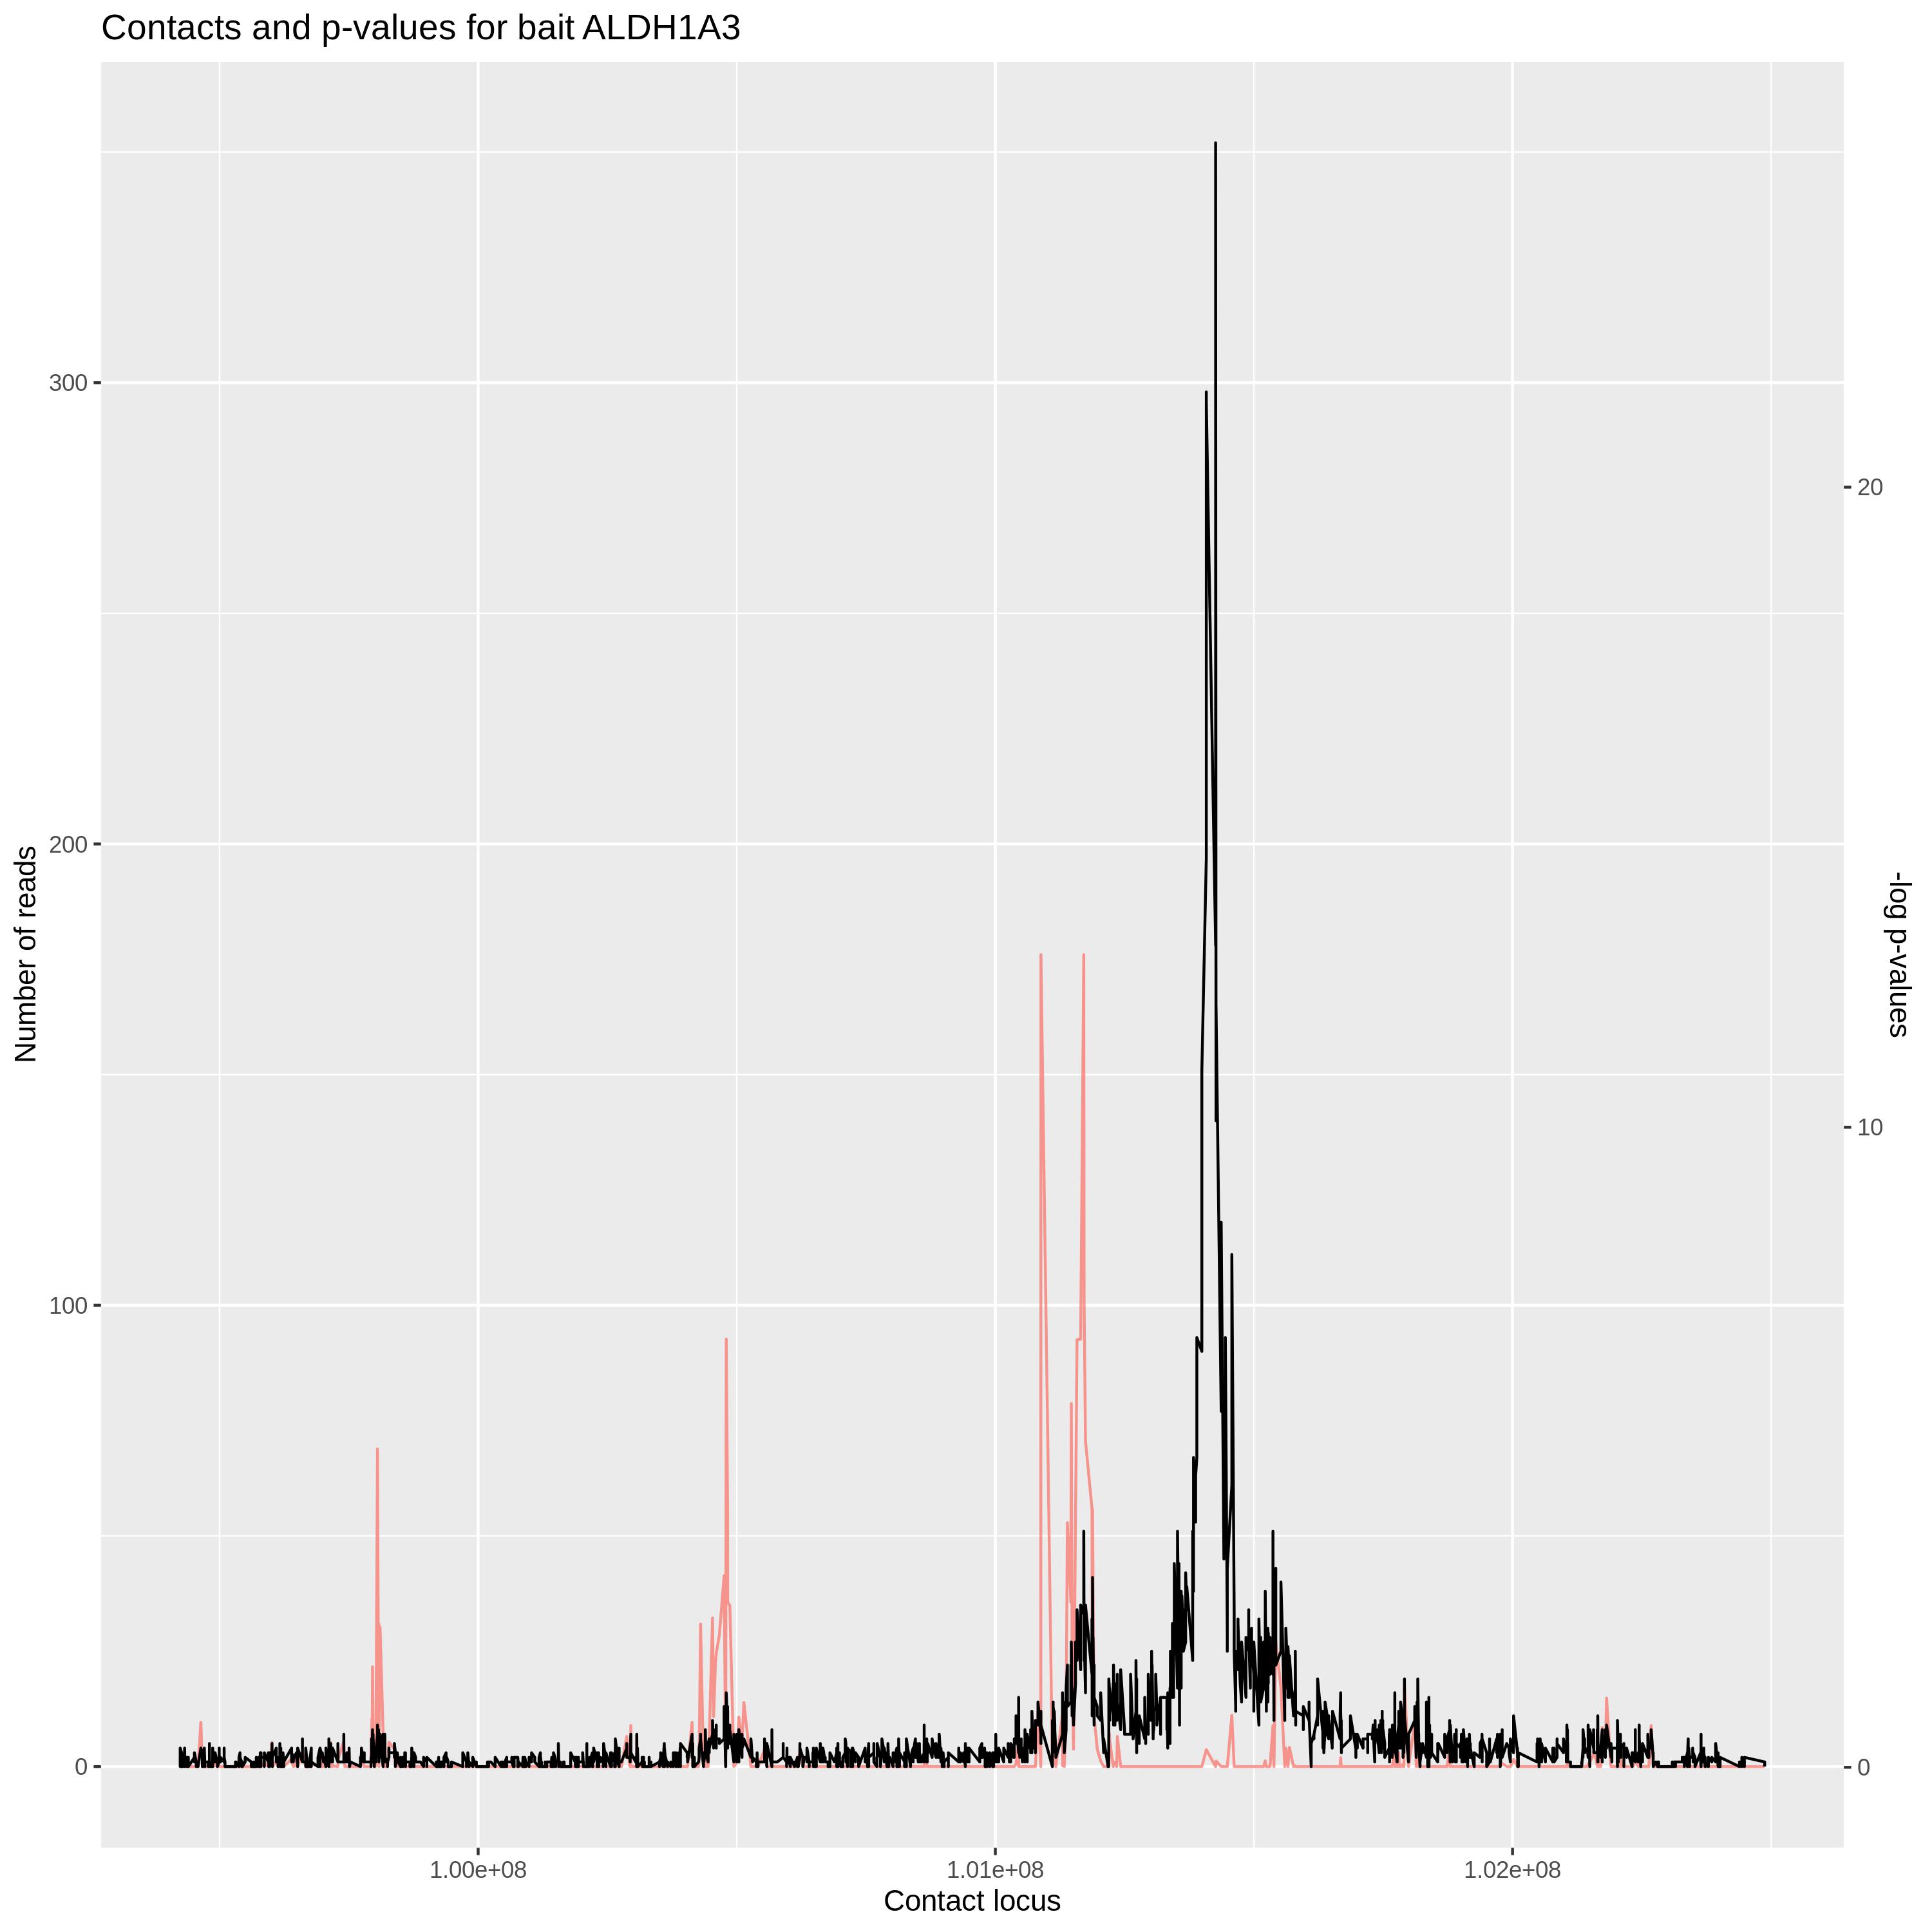 Contacts and p-values for bait ALDH1A3
300
200
100
0
Number of reads
20
10
0
-log p-values
1.00e+08
1.01e+08
1.02e+08
Contact locus